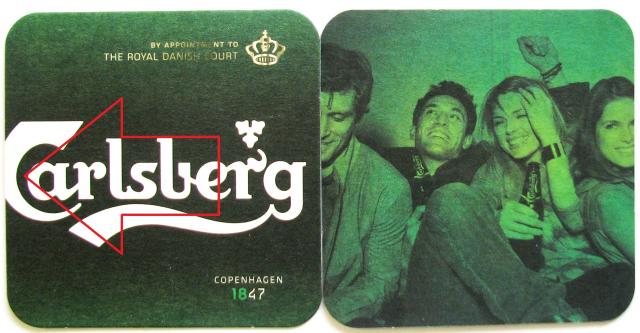 BY APPOINTMENT TO
THE ROYAL DANISH COURT
Carlsberg
COPENHAGEN
1847